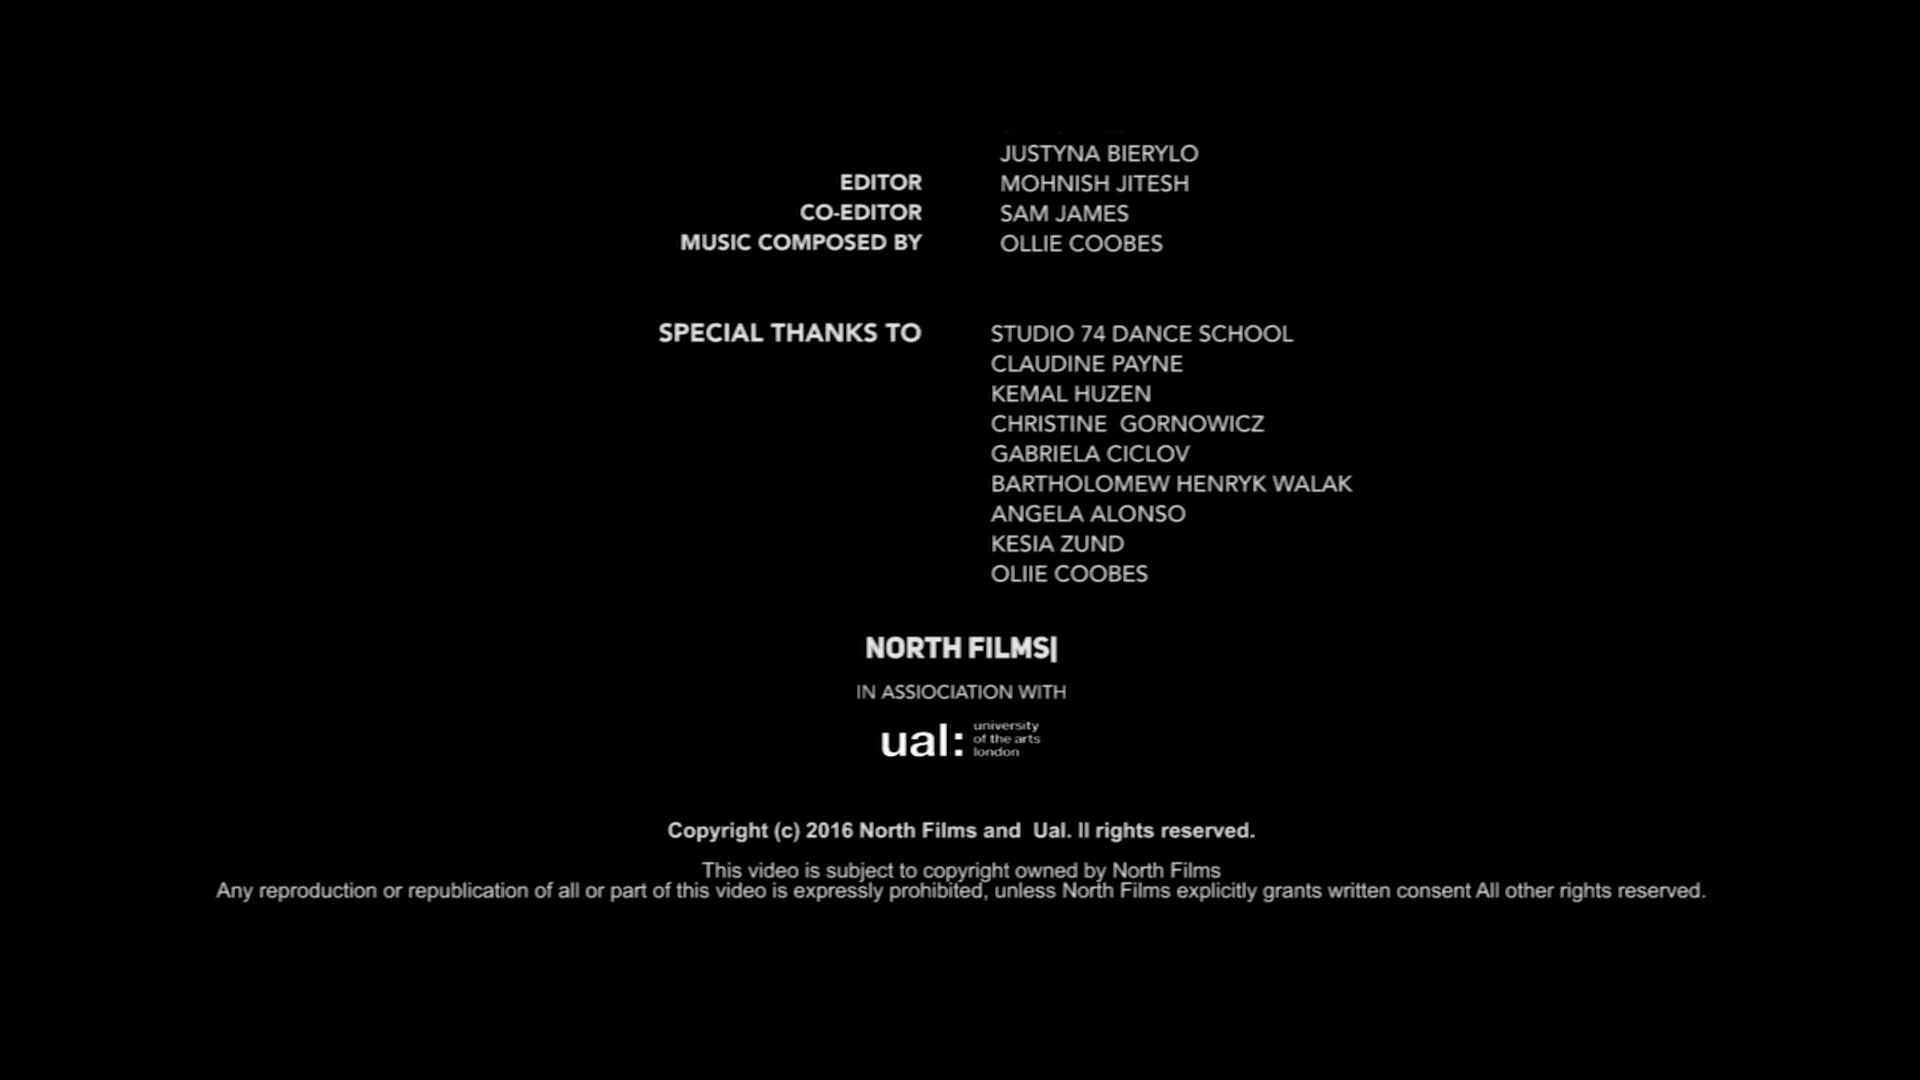 JUSTYNA BIERYLO
EDITOR MOHNISH JITESH
CO-EDITOR SAM JAMES
MUSIC COMPOSED BY OLLIE COOBES
SPECIAL THANKS TO STUDIO 74 DANCE SCHOOL
CLAUDINE PAYNE
KEMAL HUZEN
CHRISTINE GORNOWICZ
GABRIELA CICLOV
BARTHOLOMEW HENRYK WALAK
ANGELA ALONSO
KESIA ZUND
OLIIE COOBES
NORTH FILMS|
IN ASSIOCIATION WITH
ual: university
of the arts
london
Copyright (c) 2016 North Films and Ual. ll rights reserved.
This video is subject to copyright owned by North Films
Any reproduction or republication of all or part of this video is expressly prohibited, unless North Films explicitly grants written consent All other rights reserved.